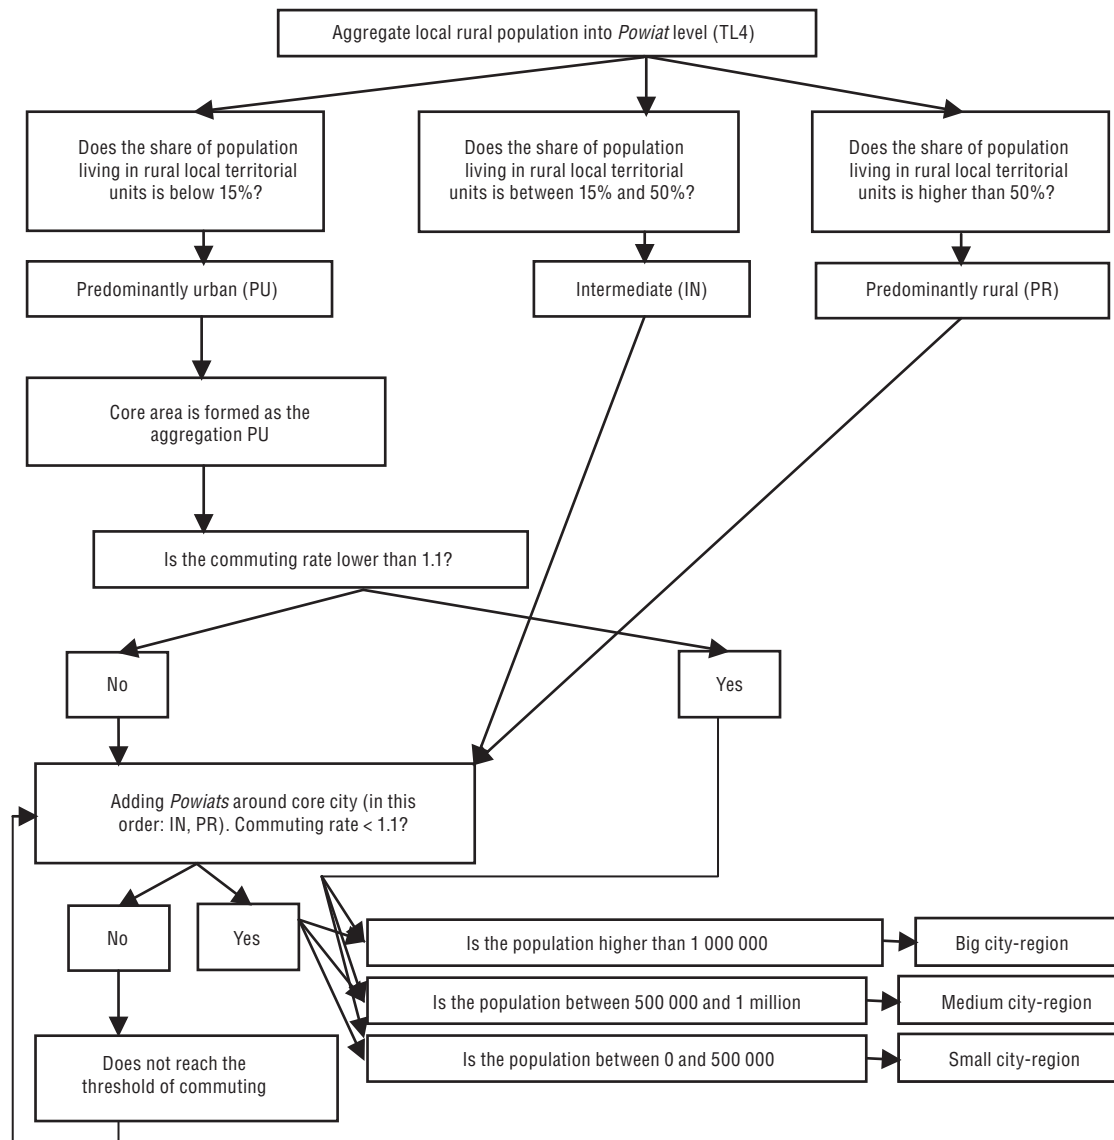 Aggregate local rural population into Powiat level (TL4)
Does the share of population
living in rural local territorial
units is below 15%?
Does the share of population
living in rural local territorial
units is between 15% and 50%?
Does the share of population
living in rural local territorial
units is higher than 50%?
Predominantly urban (PU)
Intermediate (IN)
Predominantly rural (PR)
Core area is formed as the
aggregation PU
Is the commuting rate lower than 1.1?
No
Yes
Adding Powiats around core city (in this
order: IN, PR). Commuting rate < 1.1?
No
Yes
Is the population higher than 1 000 000
Big city-region
Is the population between 500 000 and 1 million
Medium city-region
Does not reach the
threshold of commuting
Is the population between 0 and 500 000
Small city-region